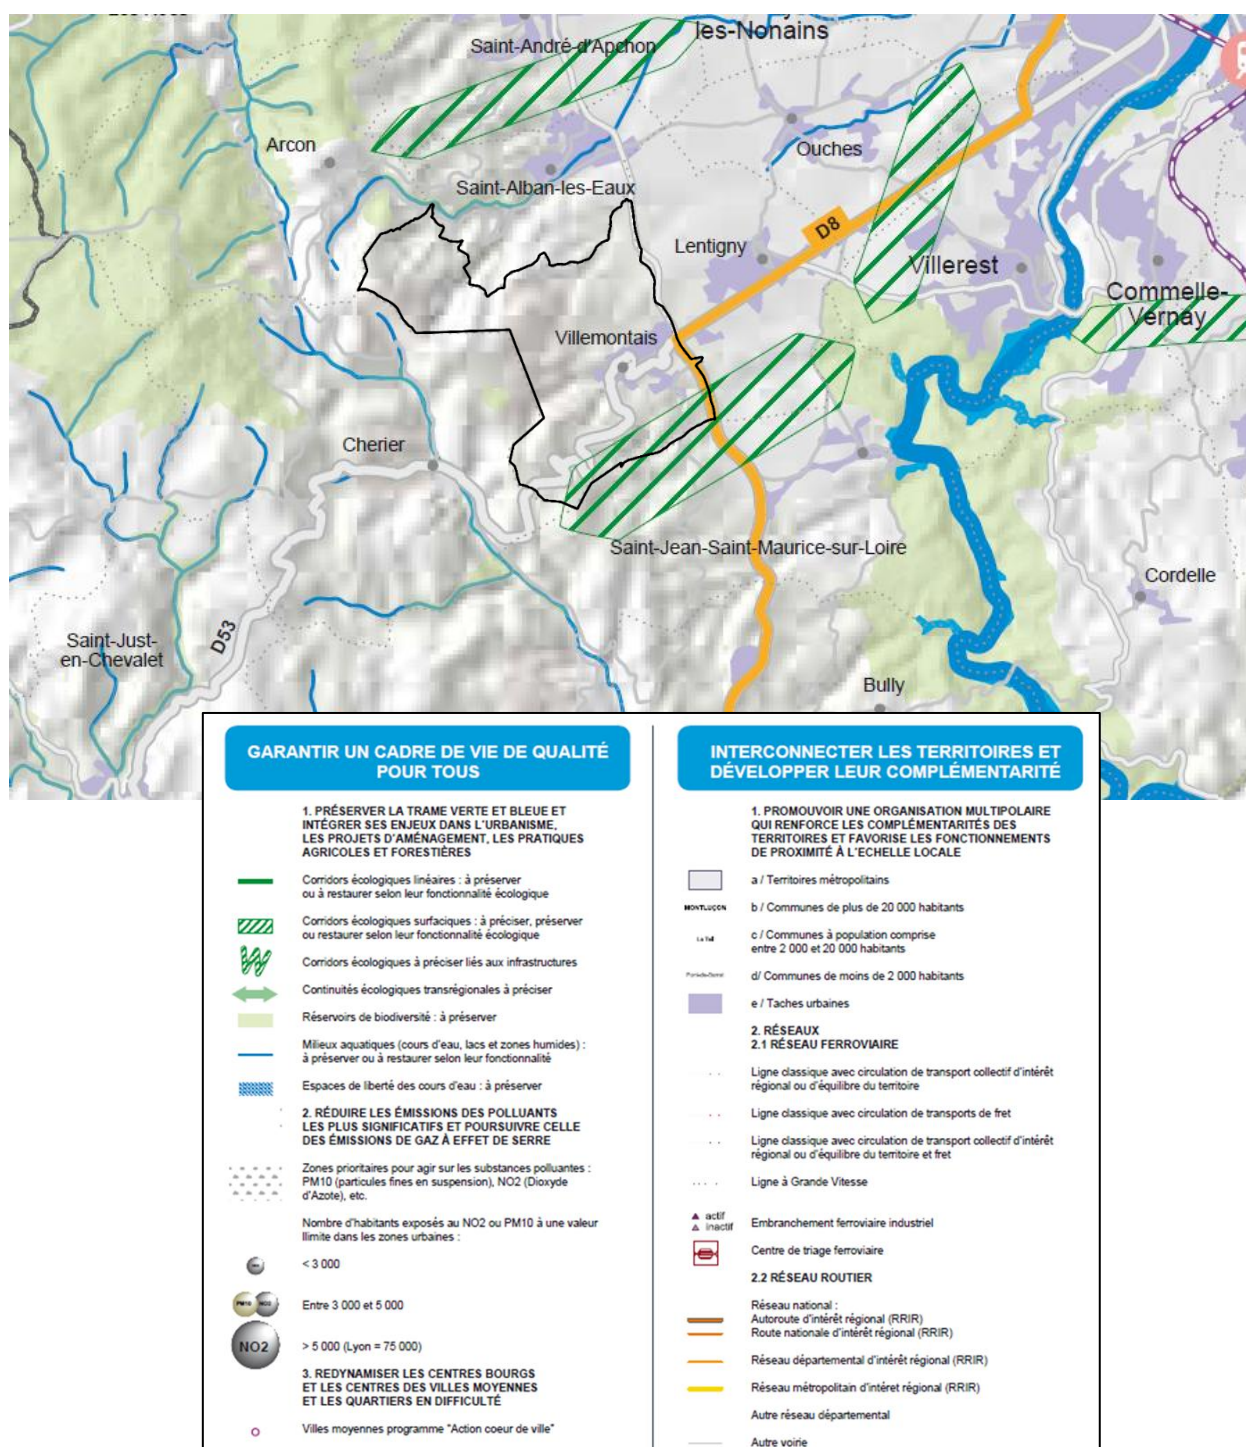 les-Nonains
Saint-André-d'Apchon
Arcon
Ouches
Saint-Alban-les-Eaux
D8
Lentigny
Villerest
Commelle-
Vernay
Villemontais
Cherier
Saint-Jean-Saint-Maurice-sur-Loire
Cordelle
D53
Saint-Just-
en-Chevalet
Bully
GARANTIR UN CADRE DE VIE DE QUALITÉ
POUR TOUS
1. PRÉSERVER LA TRAME VERTE ET BLEUE ET
INTÉGRER SES ENJEUX DANS L'URBANISME,
LES PROJETS D'AMÉNAGEMENT, LES PRATIQUES
AGRICOLES ET FORESTIÈRES
Corridors écologiques linéaires : à préserver
ou à restaurer selon leur fonctionnalité écologique
Corridors écologiques surfaciques : à préciser, préserver
ou restaurer selon leur fonctionnalité écologique
Corridors écologiques à préciser liés aux infrastructures
Continuités écologiques transrégionales à préciser
Réservoirs de biodiversité : à préserver
Milieux aquatiques (cours d'eau, lacs et zones humides) :
à préserver ou à restaurer selon leur fonctionnalité
Espaces de liberté des cours d'eau : à préserver
2. RÉDUIRE LES ÉMISSIONS DES POLLUANTS
LES PLUS SIGNIFICATIFS ET POURSUIVRE CELLE
DES ÉMISSIONS DE GAZ À EFFET DE SERRE
Zones prioritaires pour agir sur les substances polluantes :
PM10 (particules fines en suspension), NO2 (Dioxyde
d'Azote), etc.
Nombre d'habitants exposés au NO2 ou PM10 à une valeur
llimite dans les zones urbaines :
< 3 000
PM10 NO2
Entre 3 000 et 5 000
NO2
> 5 000 (Lyon = 75 000)
3. REDYNAMISER LES CENTRES BOURGS
ET LES CENTRES DES VILLES MOYENNES
ET LES QUARTIERS EN DIFFICULTÉ
Villes moyennes programme "Action coeur de ville"
INTERCONNECTER LES TERRITOIRES ET
DÉVELOPPER LEUR COMPLÉMENTARITÉ
1. PROMOUVOIR UNE ORGANISATION MULTIPOLAIRE
QUI RENFORCE LES COMPLÉMENTARITÉS DES
TERRITOIRES ET FAVORISE LES FONCTIONNEMENTS
DE PROXIMITÉ À L'ECHELLE LOCALE
a / Territoires métropolitains
MONTLUÇON
b / Communes de plus de 20 000 habitants
c / Communes à population comprise
entre 2 000 et 20 000 habitants
d/ Communes de moins de 2 000 habitants
e / Taches urbaines
2. RÉSEAUX
2.1 RÉSEAU FERROVIAIRE
Ligne classique avec circulation de transport collectif d'intérêt
régional ou d'équilibre du territoire
Ligne classique avec circulation de transports de fret
Ligne classique avec circulation de transport collectif d'intérêt
régional ou d'équilibre du territoire et fret
Ligne à Grande Vitesse
actif
inactif
Embranchement ferroviaire industriel
Centre de triage ferroviaire
2.2 RÉSEAU ROUTIER
Réseau national :
Autoroute d'intérêt régional (RRIR)
Route nationale d'intérêt régional (RRIR)
Réseau départemental d'intérêt régional (RRIR)
Réseau métropolitain d'intéret régional (RRIR)
Autre réseau départemental
Autre voirie